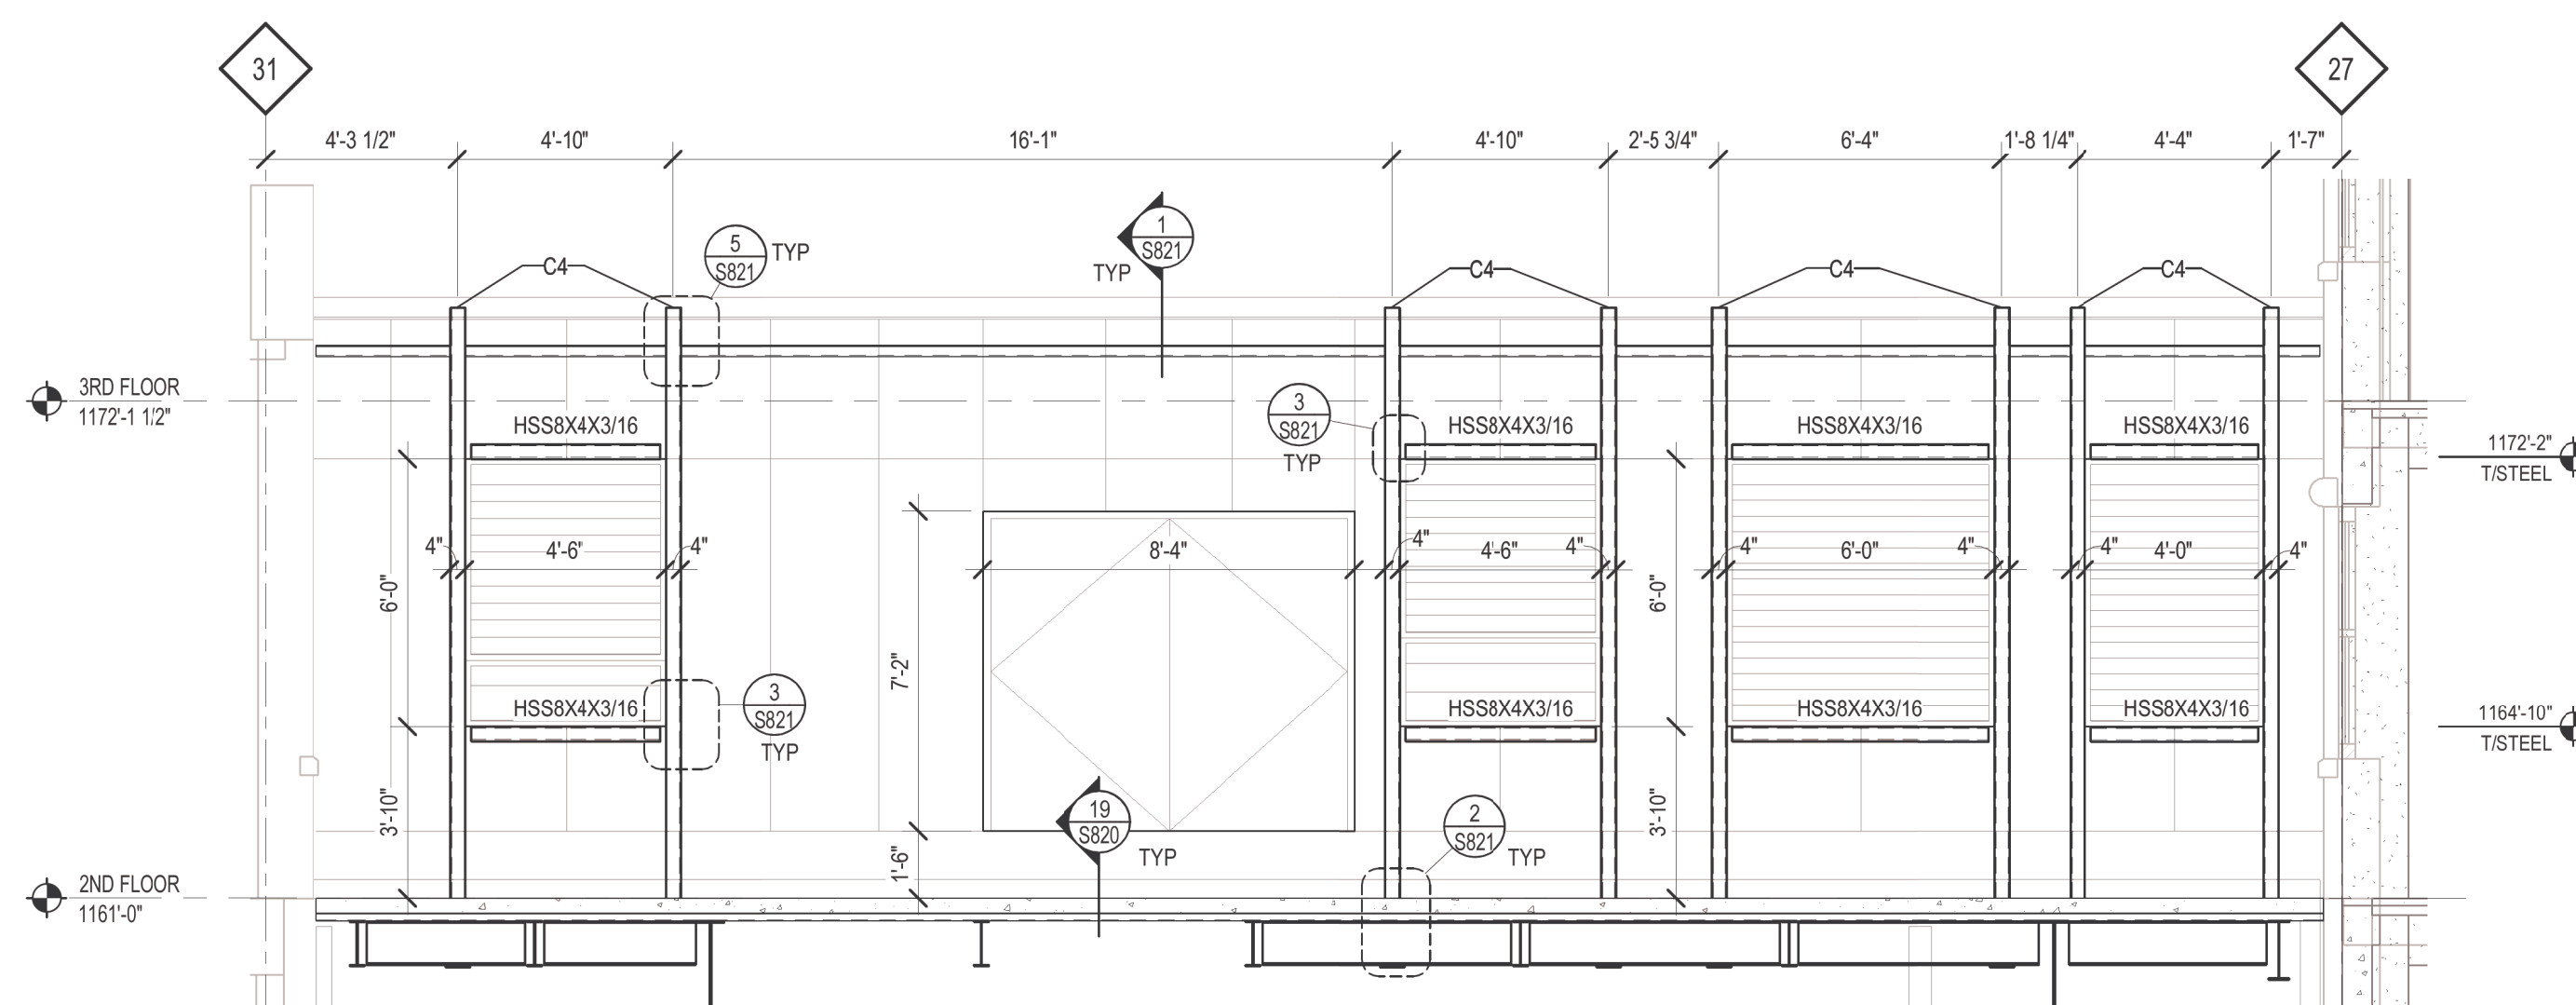 31
27
4'-3 1/2"
4'-10"
16'-1"
4'-10"
2'-5 3/4"
6'-4"
1'-8 1/4"
4'-4"
1'-7"
5
S821
TYP
1
S821
TYP
C4
C4
C4
C4
3RD FLOOR
1172'-1 1/2"
3
S821
TYP
HSS8X4X3/16
HSS8X4X3/16
HSS8X4X3/16
HSS8X4X3/16
1172'-2"
T/STEEL
4"
4'-6"
4"
8'-4"
4"
4'-6"
4"
4"
6'-0"
4"
4"
4'-0"
4"
6'-0"
7'-2"
6'-0"
HSS8X4X3/16
HSS8X4X3/16
HSS8X4X3/16
HSS8X4X3/16
3
S821
TYP
1164'-10"
T/STEEL
3'-10"
1'-6"
19
S820
TYP
2
S821
TYP
3'-10"
2ND FLOOR
1161'-0"